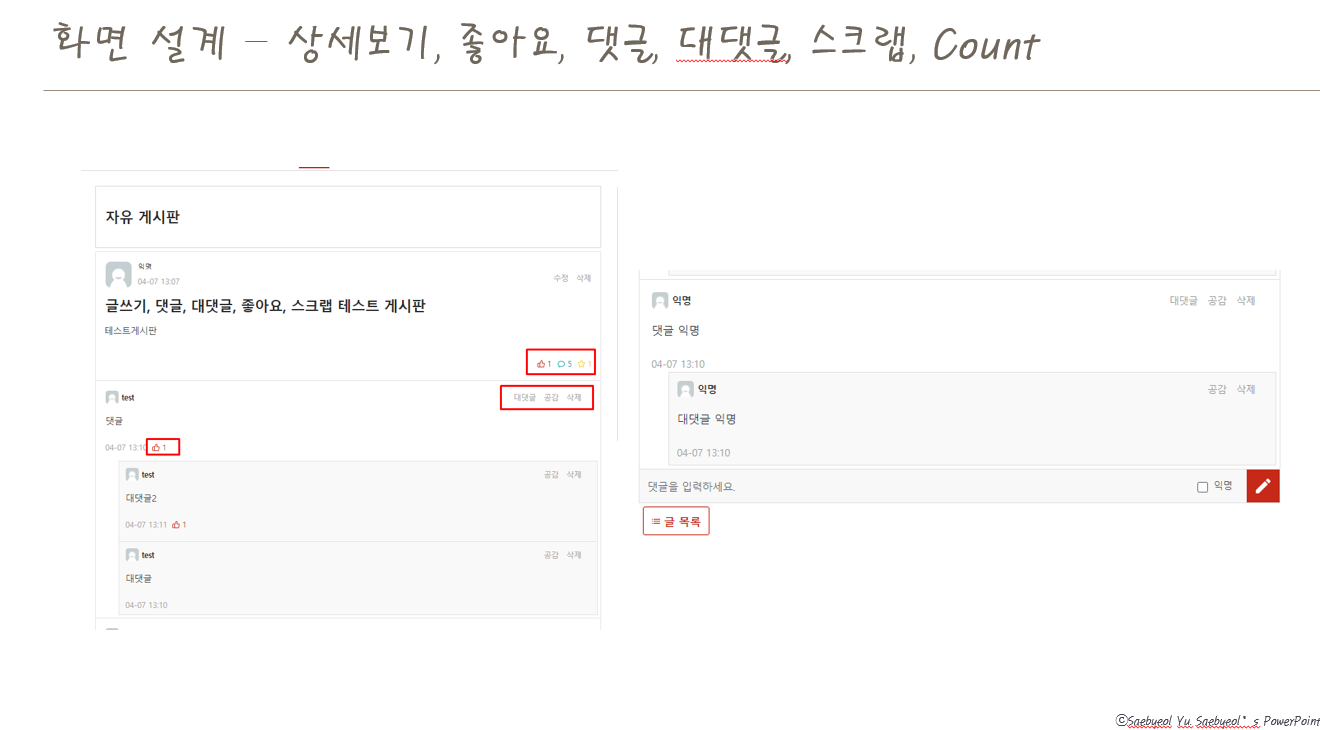 화면 설계 – 상세보기, 좋아요, 댓글, 대댓글, 스크랩, Count
자유 게시판
익명
04-07 13:07
수정 삭제
글쓰기, 댓글, 대댓글, 좋아요, 스크랩 테스트 게시판
테스트게시판
1 5 1
test
대댓글 공감 삭제
댓글
04-07 13:10 1
test
공감 삭제
대댓글2
04-07 13:11 1
test
공감 삭제
대댓글
04-07 13:10
익명
대댓글 공감 삭제
댓글 익명
04-07 13:10
익명
공감 삭제
대댓글 익명
04-07 13:10
댓글을 입력하세요.
익명
글 목록
ⓒSaebyeol Yu. Saebyeol's PowerPoint